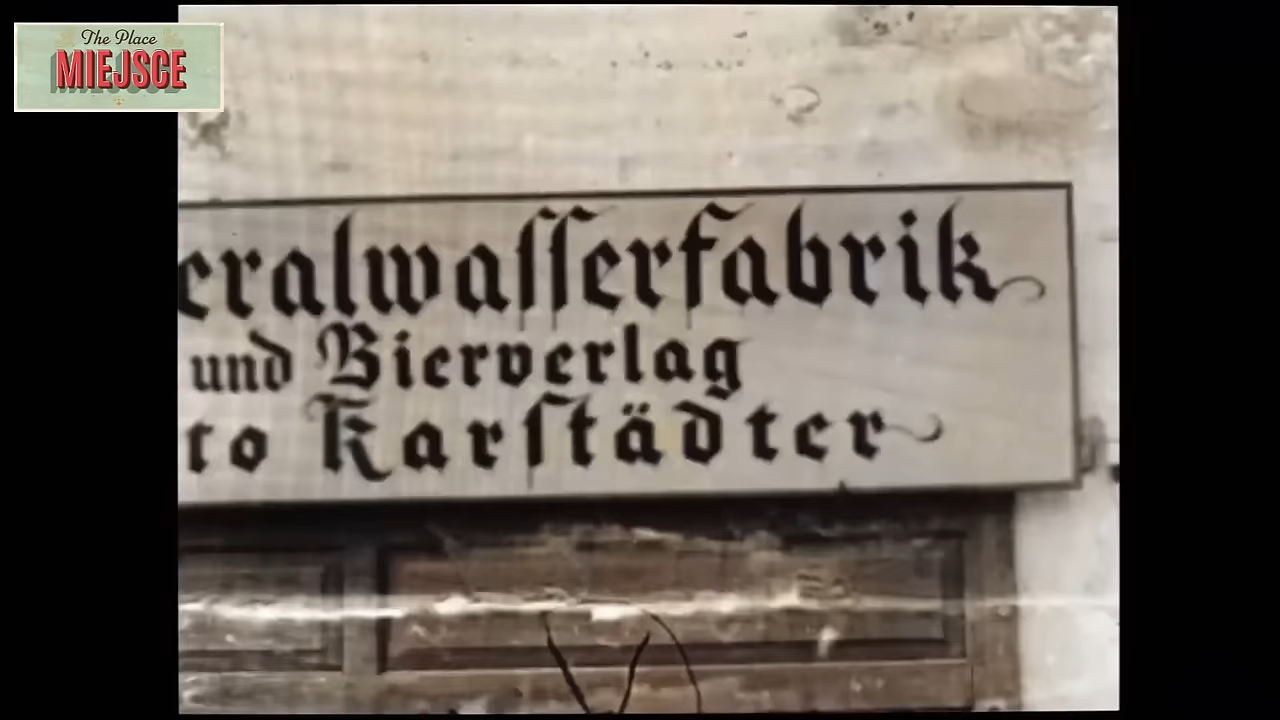 The Place
MIEJSCE
eralwaſſerfabrik
und Bierverlag
to Karſtädter